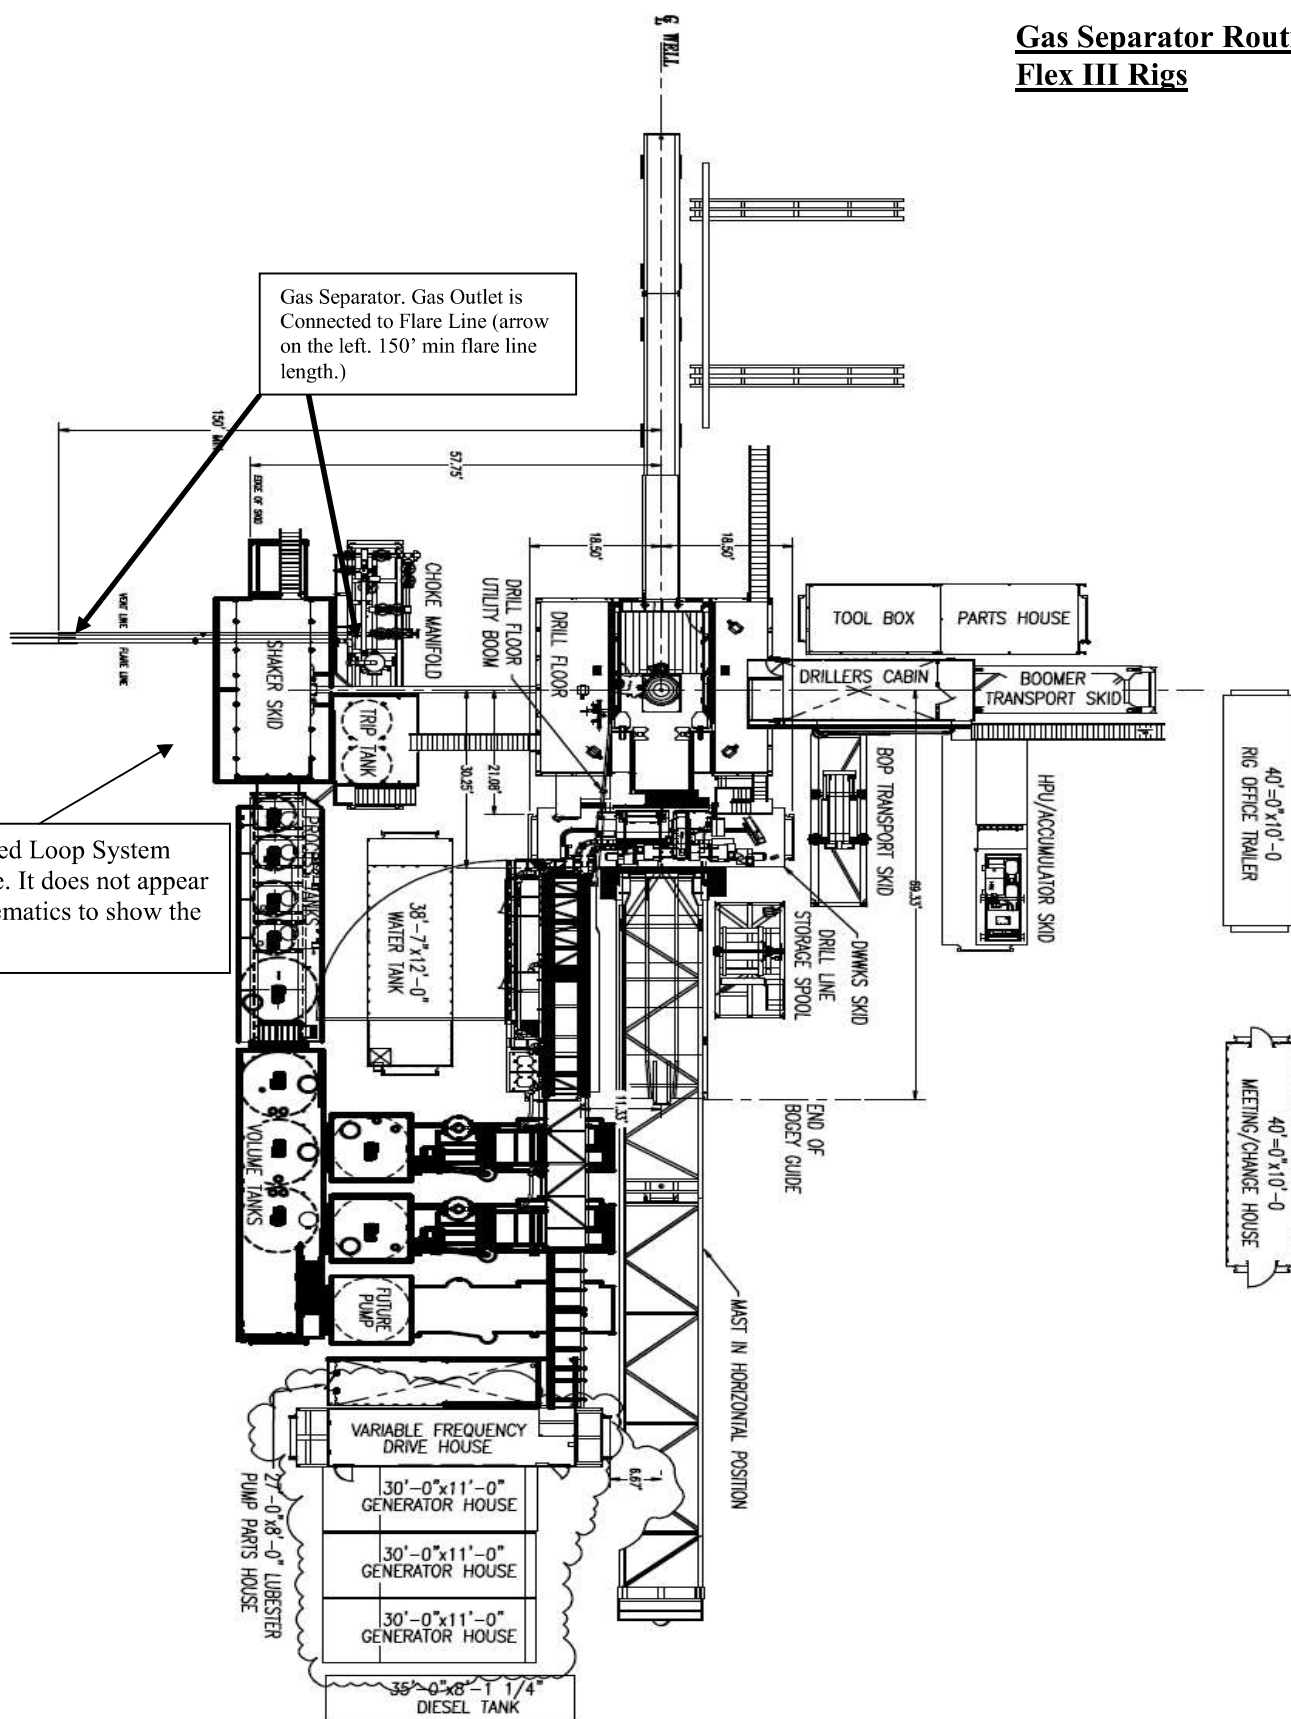 Gas Separator Routi
Flex III Rigs
℄ WELL
Gas Separator. Gas Outlet is
Connected to Flare Line (arrow
on the left. 150’ min flare line
length.)
150' MIN
57.75'
EDGE OF SKID
18.50'
18.50'
CHOKE MANIFOLD
DRILL FLOOR
UTILITY BOOM
DRILL FLOOR
VENT LINE
FLARE LINE
SHAKER SKID
TRIP TANK
30.25'
21.08'
TOOL BOX
PARTS HOUSE
DRILLERS CABIN
BOOMER
TRANSPORT SKID
BOP TRANSPORT SKID
HPU/ACCUMULATOR SKID
40'=0"x10'-0
RIG OFFICE TRAILER
69.33'
ed Loop System
e. It does not appear
ematics to show the
PROCESS TANKS
38'-7"x12'-0"
WATER TANK
DRILL LINE
STORAGE SPOOL
DWWKS SKID
END OF
BOGEY GUIDE
11.33'
40'=0"x10'-0
MEETING/CHANGE HOUSE
VOLUME TANKS
FUTURE
PUMP
MAST IN HORIZONTAL POSITION
VARIABLE FREQUENCY
DRIVE HOUSE
6.67'
27'-0"x8'-0" LUBESTER
PUMP PARTS HOUSE
30'-0"x11'-0"
GENERATOR HOUSE
30'-0"x11'-0"
GENERATOR HOUSE
30'-0"x11'-0"
GENERATOR HOUSE
35'-0"x8'-1 1/4"
DIESEL TANK